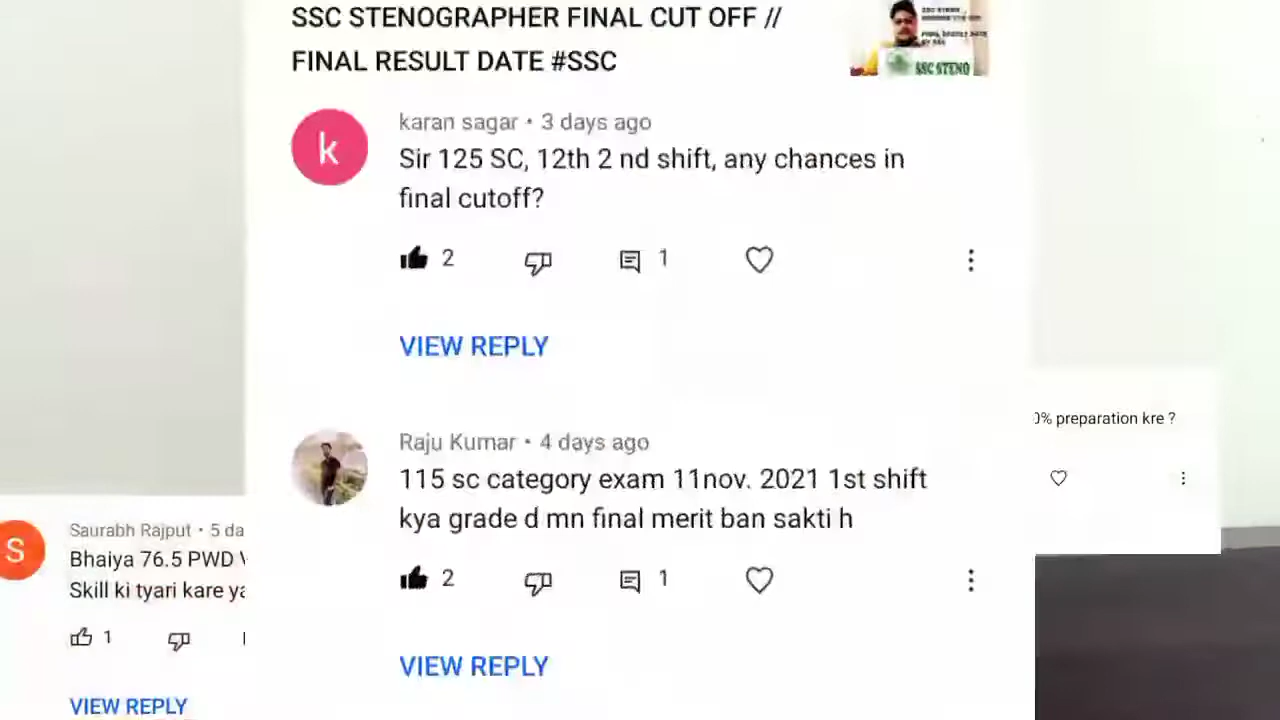 SSC STENOGRAPHER FINAL CUT OFF //
FINAL RESULT DATE #SSC
SSC STENO
k
karan sagar • 3 days ago
Sir 125 SC, 12th 2 nd shift, any chances in
final cutoff?
2
1
VIEW REPLY
Raju Kumar • 4 days ago
115 sc category exam 11nov. 2021 1st shift
kya grade d mn final merit ban sakti h
2
1
VIEW REPLY
0% preparation kre ?
S
Saurabh Rajput • 5 da
Bhaiya 76.5 PWD
Skill ki tyari kare ya
1
VIEW REPLY